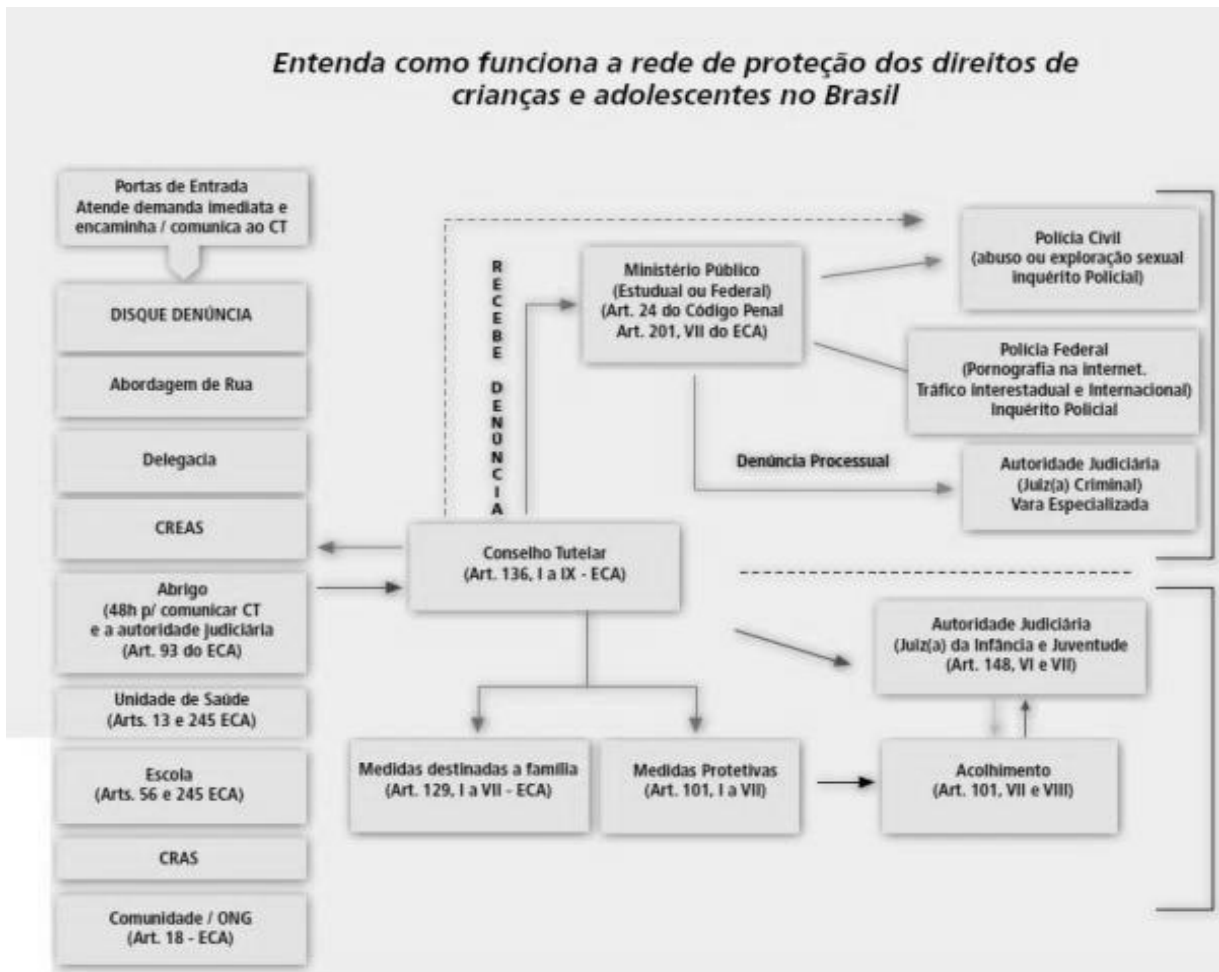 Entenda como funciona a rede de proteção dos direitos de
crianças e adolescentes no Brasil
Portas de Entrada
Atende demanda imediata e
encaminha / comunica ao CT
DISQUE DENÚNCIA
Abordagem de Rua
Delegacia
CREAS
Abrigo
(48h p/ comunicar CT
e a autoridade judiciária
(Art. 93 do ECA)
Unidade de Saúde
(Arts. 13 e 245 ECA)
Escola
(Arts. 56 e 245 ECA)
CRAS
Comunidade / ONG
(Art. 18 - ECA)
RECEBE DENÚNCIA
Conselho Tutelar
(Art. 136, I a IX - ECA)
Ministério Público
(Estudual ou Federal)
(Art. 24 do Código Penal
Art. 201, VII do ECA)
Polícia Civil
(abuso ou exploração sexual
inquérito Policial)
Polícia Federal
(Pornografia na internet.
Tráfico interestadual e Internacional)
Inquérito Policial
Denúncia Processual
Autoridade Judiciária
(Juiz(a) Criminal)
Vara Especializada
Autoridade Judiciária
(Juiz(a) da Infância e Juventude
(Art. 148, VI e VII)
Medidas destinadas a família
(Art. 129, I a VII - ECA)
Medidas Protetivas
(Art. 101, I a VII)
Acolhimento
(Art. 101, VII e VIII)